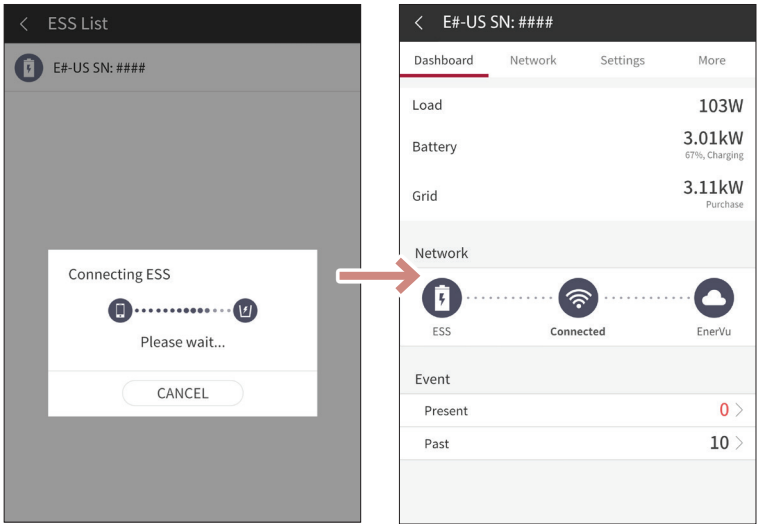 ESS List
E#-US SN: ####
Connecting ESS
Please wait...
CANCEL
E#-US SN: ####
Dashboard Network Settings More
Load 103W
Battery 3.01kW
67%, Charging
Grid 3.11kW
Purchase
Network
ESS Connected EnerVu
Event
Present 0
Past 10